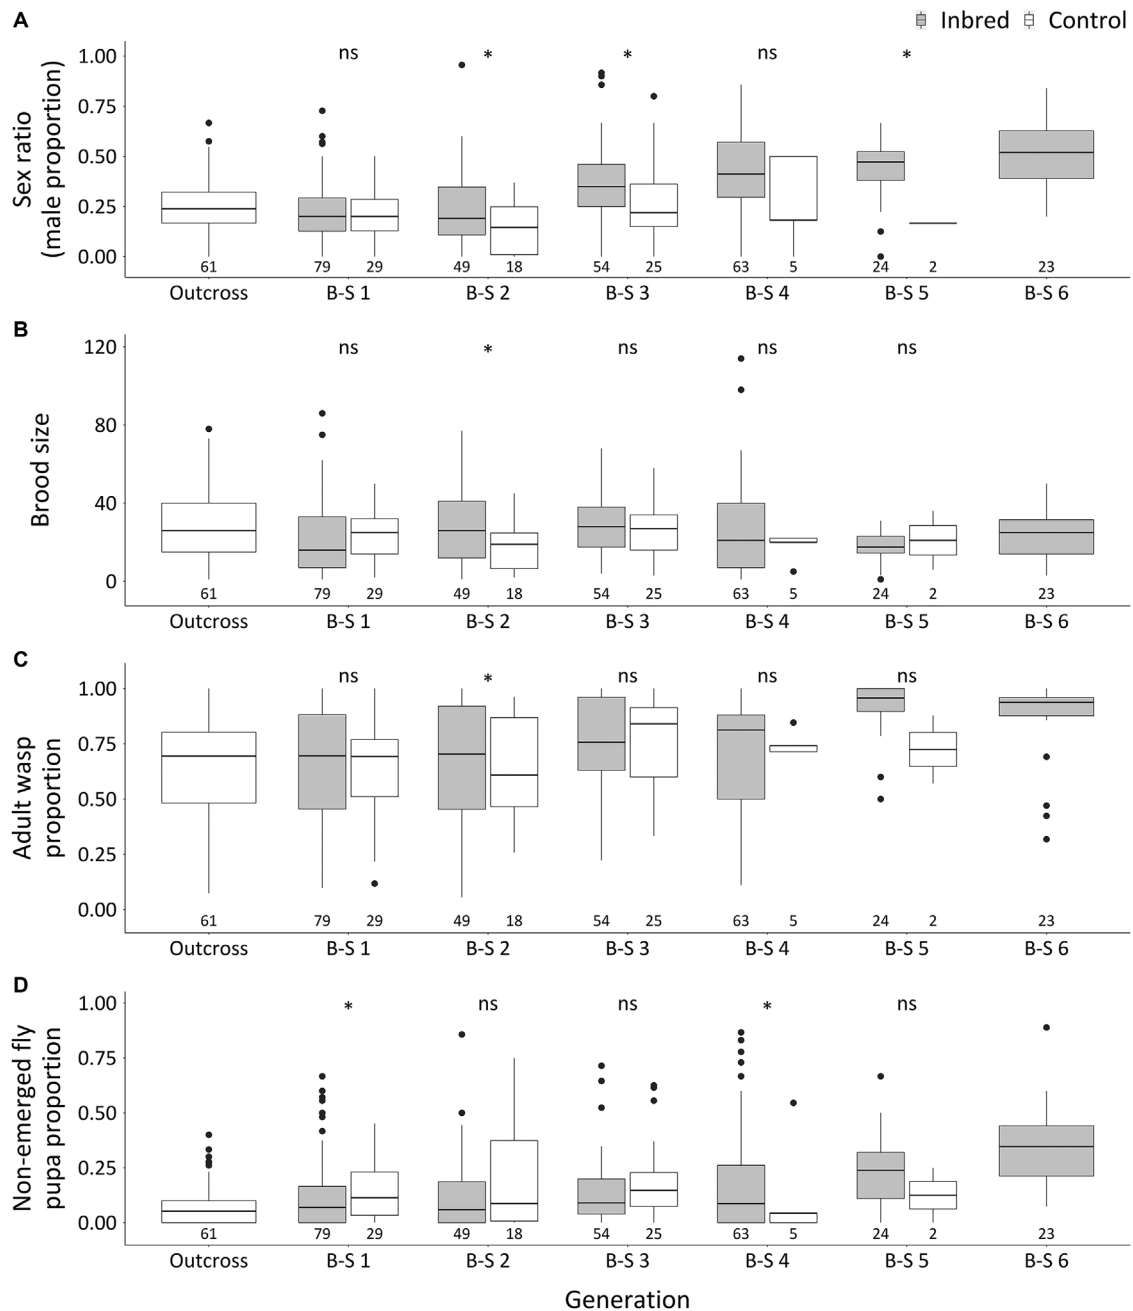 A
Inbred Control
Sex ratio
(male proportion)
1.00
0.75
0.50
0.25
0.00
ns * * ns *
61 79 29 49 18 54 25 63 5 24 2 23
Outcross B-S 1 B-S 2 B-S 3 B-S 4 B-S 5 B-S 6
B
Brood size
120
80
40
0
ns * ns ns ns
61 79 29 49 18 54 25 63 5 24 2 23
Outcross B-S 1 B-S 2 B-S 3 B-S 4 B-S 5 B-S 6
C
Adult wasp
proportion
1.00
0.75
0.50
0.25
0.00
ns * ns ns ns
61 79 29 49 18 54 25 63 5 24 2 23
Outcross B-S 1 B-S 2 B-S 3 B-S 4 B-S 5 B-S 6
D
Non-emerged fly
pupa proportion
1.00
0.75
0.50
0.25
0.00
* ns ns * ns
61 79 29 49 18 54 25 63 5 24 2 23
Outcross B-S 1 B-S 2 B-S 3 B-S 4 B-S 5 B-S 6
Generation